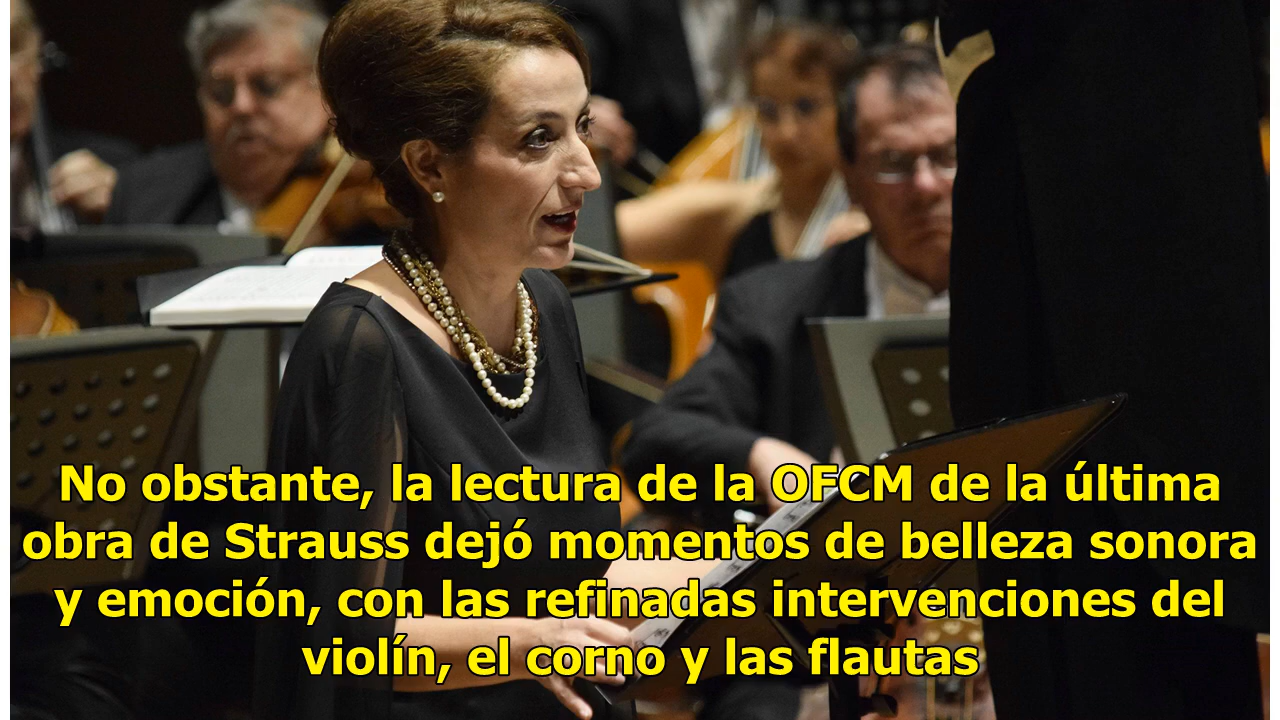 No obstante, la lectura de la OFCM de la última
obra de Strauss dejó momentos de belleza sonora
y emoción, con las refinadas intervenciones del
violín, el corno y las flautas